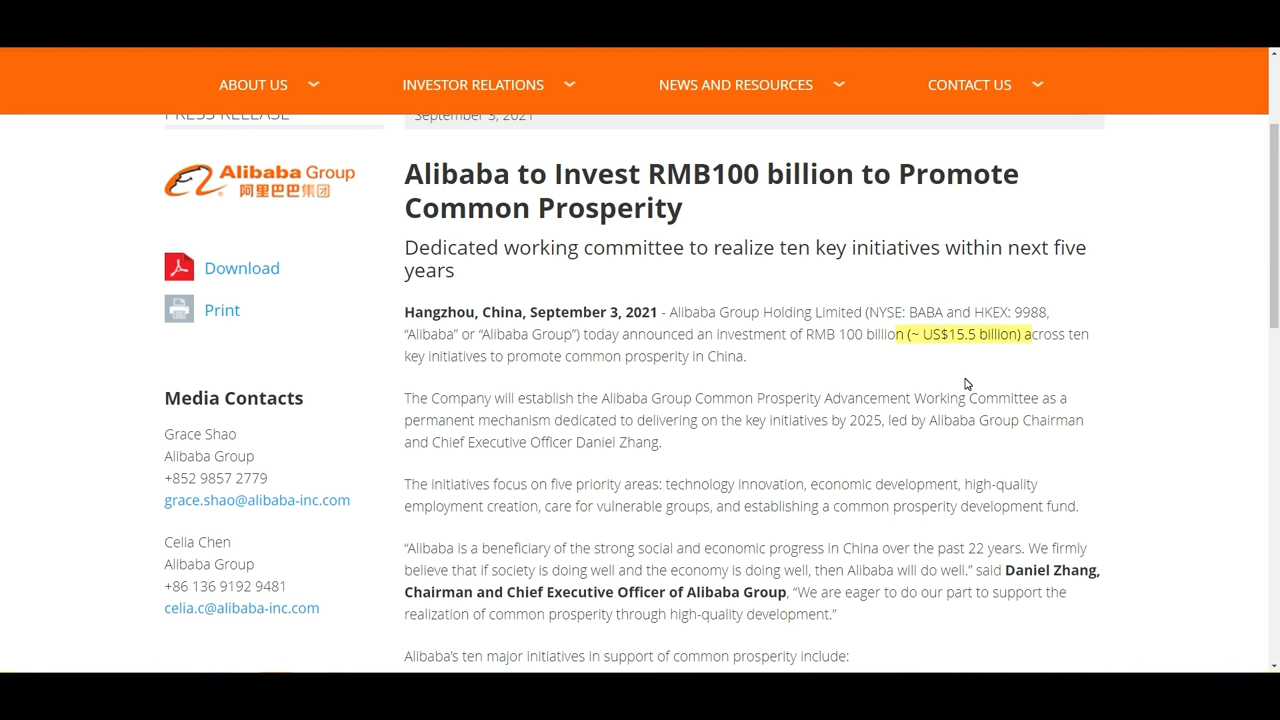 ABOUT US
INVESTOR RELATIONS
NEWS AND RESOURCES
CONTACT US
PRESS RELEASE
September 3, 2021
Alibaba Group
阿里巴巴集团
Download
Print
Media Contacts
Grace Shao
Alibaba Group
+852 9857 2779
grace.shao@alibaba-inc.com
Celia Chen
Alibaba Group
+86 136 9192 9481
celia.c@alibaba-inc.com
Alibaba to Invest RMB100 billion to Promote
Common Prosperity
Dedicated working committee to realize ten key initiatives within next five
years
Hangzhou, China, September 3, 2021 - Alibaba Group Holding Limited (NYSE: BABA and HKEX: 9988,
“Alibaba” or “Alibaba Group”) today announced an investment of RMB 100 billion (~ US$15.5 billion) across ten
key initiatives to promote common prosperity in China.
The Company will establish the Alibaba Group Common Prosperity Advancement Working Committee as a
permanent mechanism dedicated to delivering on the key initiatives by 2025, led by Alibaba Group Chairman
and Chief Executive Officer Daniel Zhang.
The initiatives focus on five priority areas: technology innovation, economic development, high-quality
employment creation, care for vulnerable groups, and establishing a common prosperity development fund.
“Alibaba is a beneficiary of the strong social and economic progress in China over the past 22 years. We firmly
believe that if society is doing well and the economy is doing well, then Alibaba will do well.” said Daniel Zhang,
Chairman and Chief Executive Officer of Alibaba Group, “We are eager to do our part to support the
realization of common prosperity through high-quality development.”
Alibaba’s ten major initiatives in support of common prosperity include: